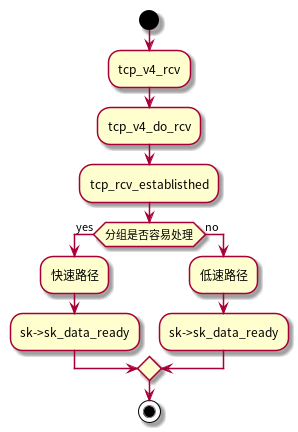 tcp_v4_rcv
tcp_v4_do_rcv
tcp_rcv_establisthed
分组是否容易处理
yes
no
快速路径
低速路径
sk->sk_data_ready
sk->sk_data_ready